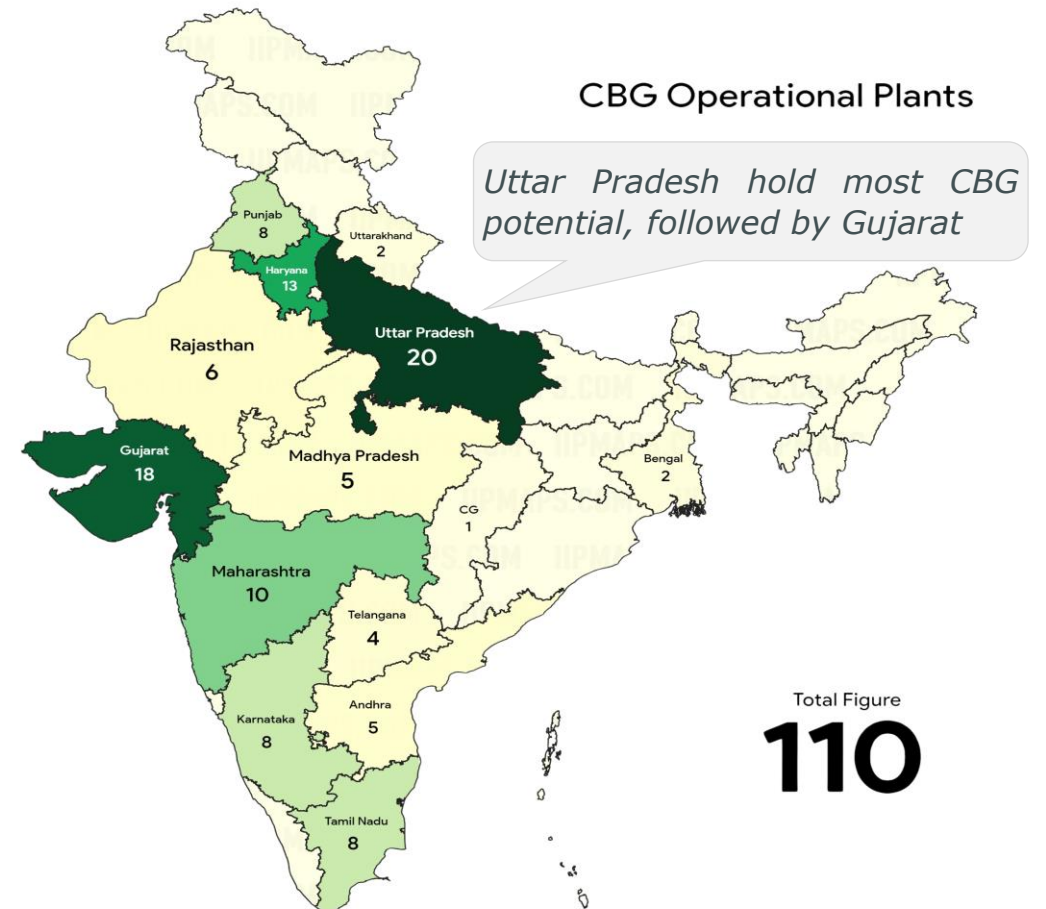 CBG Operational Plants
Uttar Pradesh hold most CBG
potential, followed by Gujarat
Punjab
8
Uttarakhand
2
Haryana
13
Uttar Pradesh
20
Rajasthan
6
Gujarat
18
Madhya Pradesh
5
Bengal
2
CG
1
Maharashtra
10
Telangana
4
Andhra
5
Karnataka
8
Tamil Nadu
8
Total Figure
110